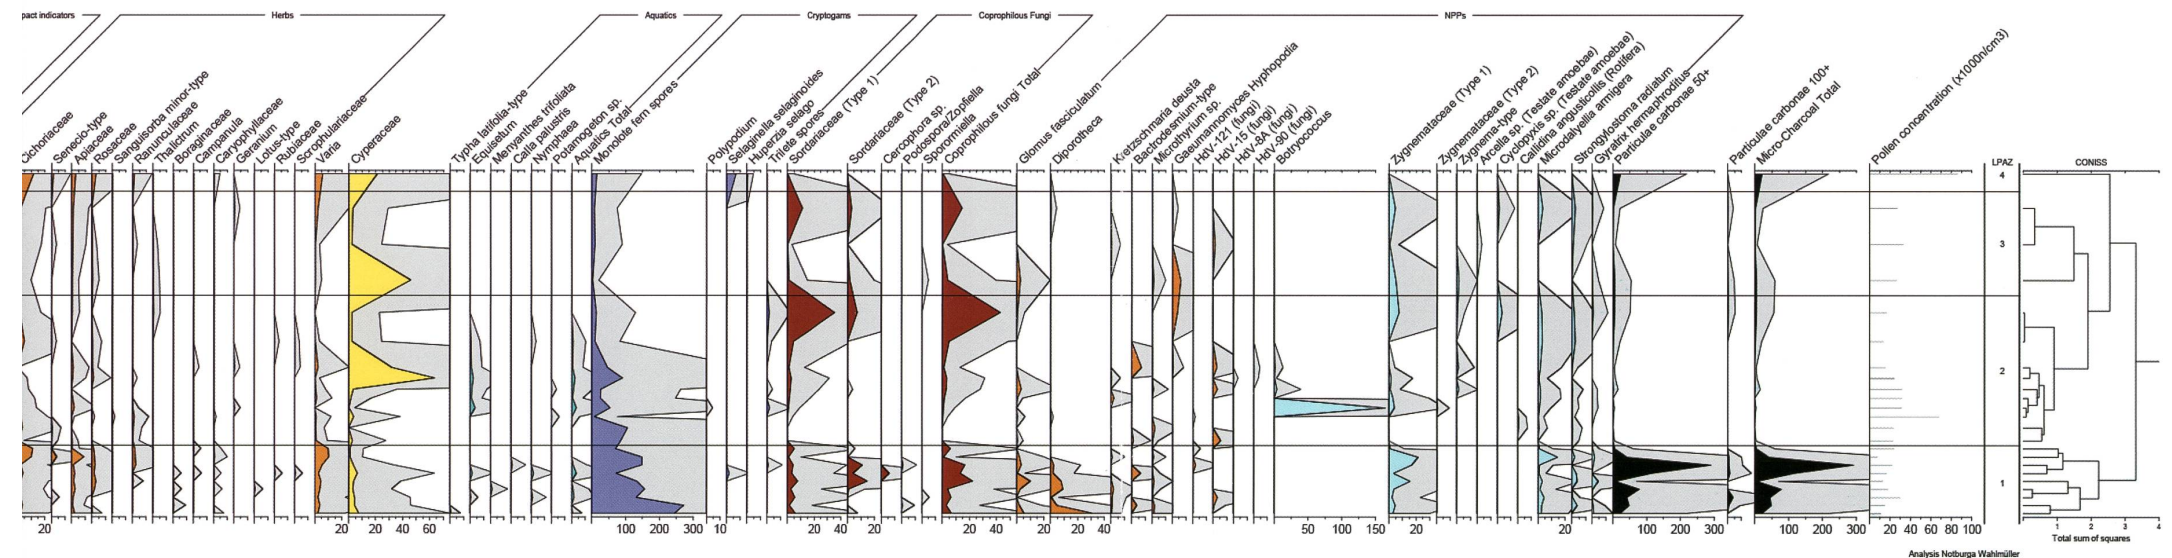 pact indicators
Herbs
Aquatics
Cryptogams
Coprophilous Fungi
NPPs
Cichoriaceae
Senecio-type
Apiaceae
Rosaceae
Sanguisorba minor-type
Ranunculaceae
Thalictrum
Boraginaceae
Campanula
Caryophyllaceae
Geranium
Lotus-type
Rubiaceae
Scrophulariaceae
Varia
Cyperaceae
Typha latifolia-type
Equisetum
Menyanthes trifoliata
Calla palustris
Nymphaea
Potamogeton sp.
Aquatics Total
Monolete fern spores
Polypodium
Selaginella selaginoides
Huperzia selago
Trilete spores
Sordariaceae (Type 1)
Sordariaceae (Type 2)
Cercophora sp.
Podospora/Zopfiella
Sporormiella
Coprophilous fungi Total
Glomus fasciculatum
Diporotheca
Kretzschmaria deusta
Bactrodesmium-type
Microthyrium sp.
Gaeumannomyces Hyphopodia
HdV-121 (fungi)
HdV-15 (fungi)
HdV-8A (fungi)
HdV-90 (fungi)
Botryococcus
Zygnemataceae (Type 1)
Zygnemataceae (Type 2)
Zygnema-type
Arcella sp. (Testate amoebae)
Cyclopyxis sp. (Testate amoebae)
Callidina angusticollis (Rotifera)
Microdalyellia armigera
Strongylostoma radiatum
Gyratrix hermaphroditus
Particulae carbonae 50+
Particulae carbonae 100+
Micro-Charcoal Total
Pollen concentration (x1000n/cm3)
LPAZ
CONISS
4
3
2
1
20 20 20 40 60 100 200 300 10 20 40 20 20 40 20 20 40 20 50 100 150 20 20 100 200 300 20 100 200 300 20 40 60 80 100
1 2 3 4
Total sum of squares
Analysis Notburga Wahlmüller